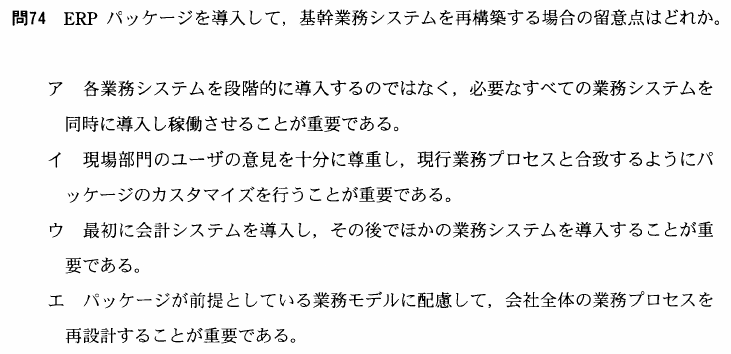 問74 ERP パッケージを導入して，基幹業務システムを再構築する場合の留意点はどれか。
ア 各業務システムを段階的に導入するのではなく，必要なすべての業務システムを
同時に導入し稼働させることが重要である。
イ 現場部門のユーザの意見を十分に尊重し，現行業務プロセスと合致するようにパ
ッケージのカスタマイズを行うことが重要である。
ウ 最初に会計システムを導入し，その後でほかの業務システムを導入することが重
要である。
エ パッケージが前提としている業務モデルに配慮して，会社全体の業務プロセスを
再設計することが重要である。